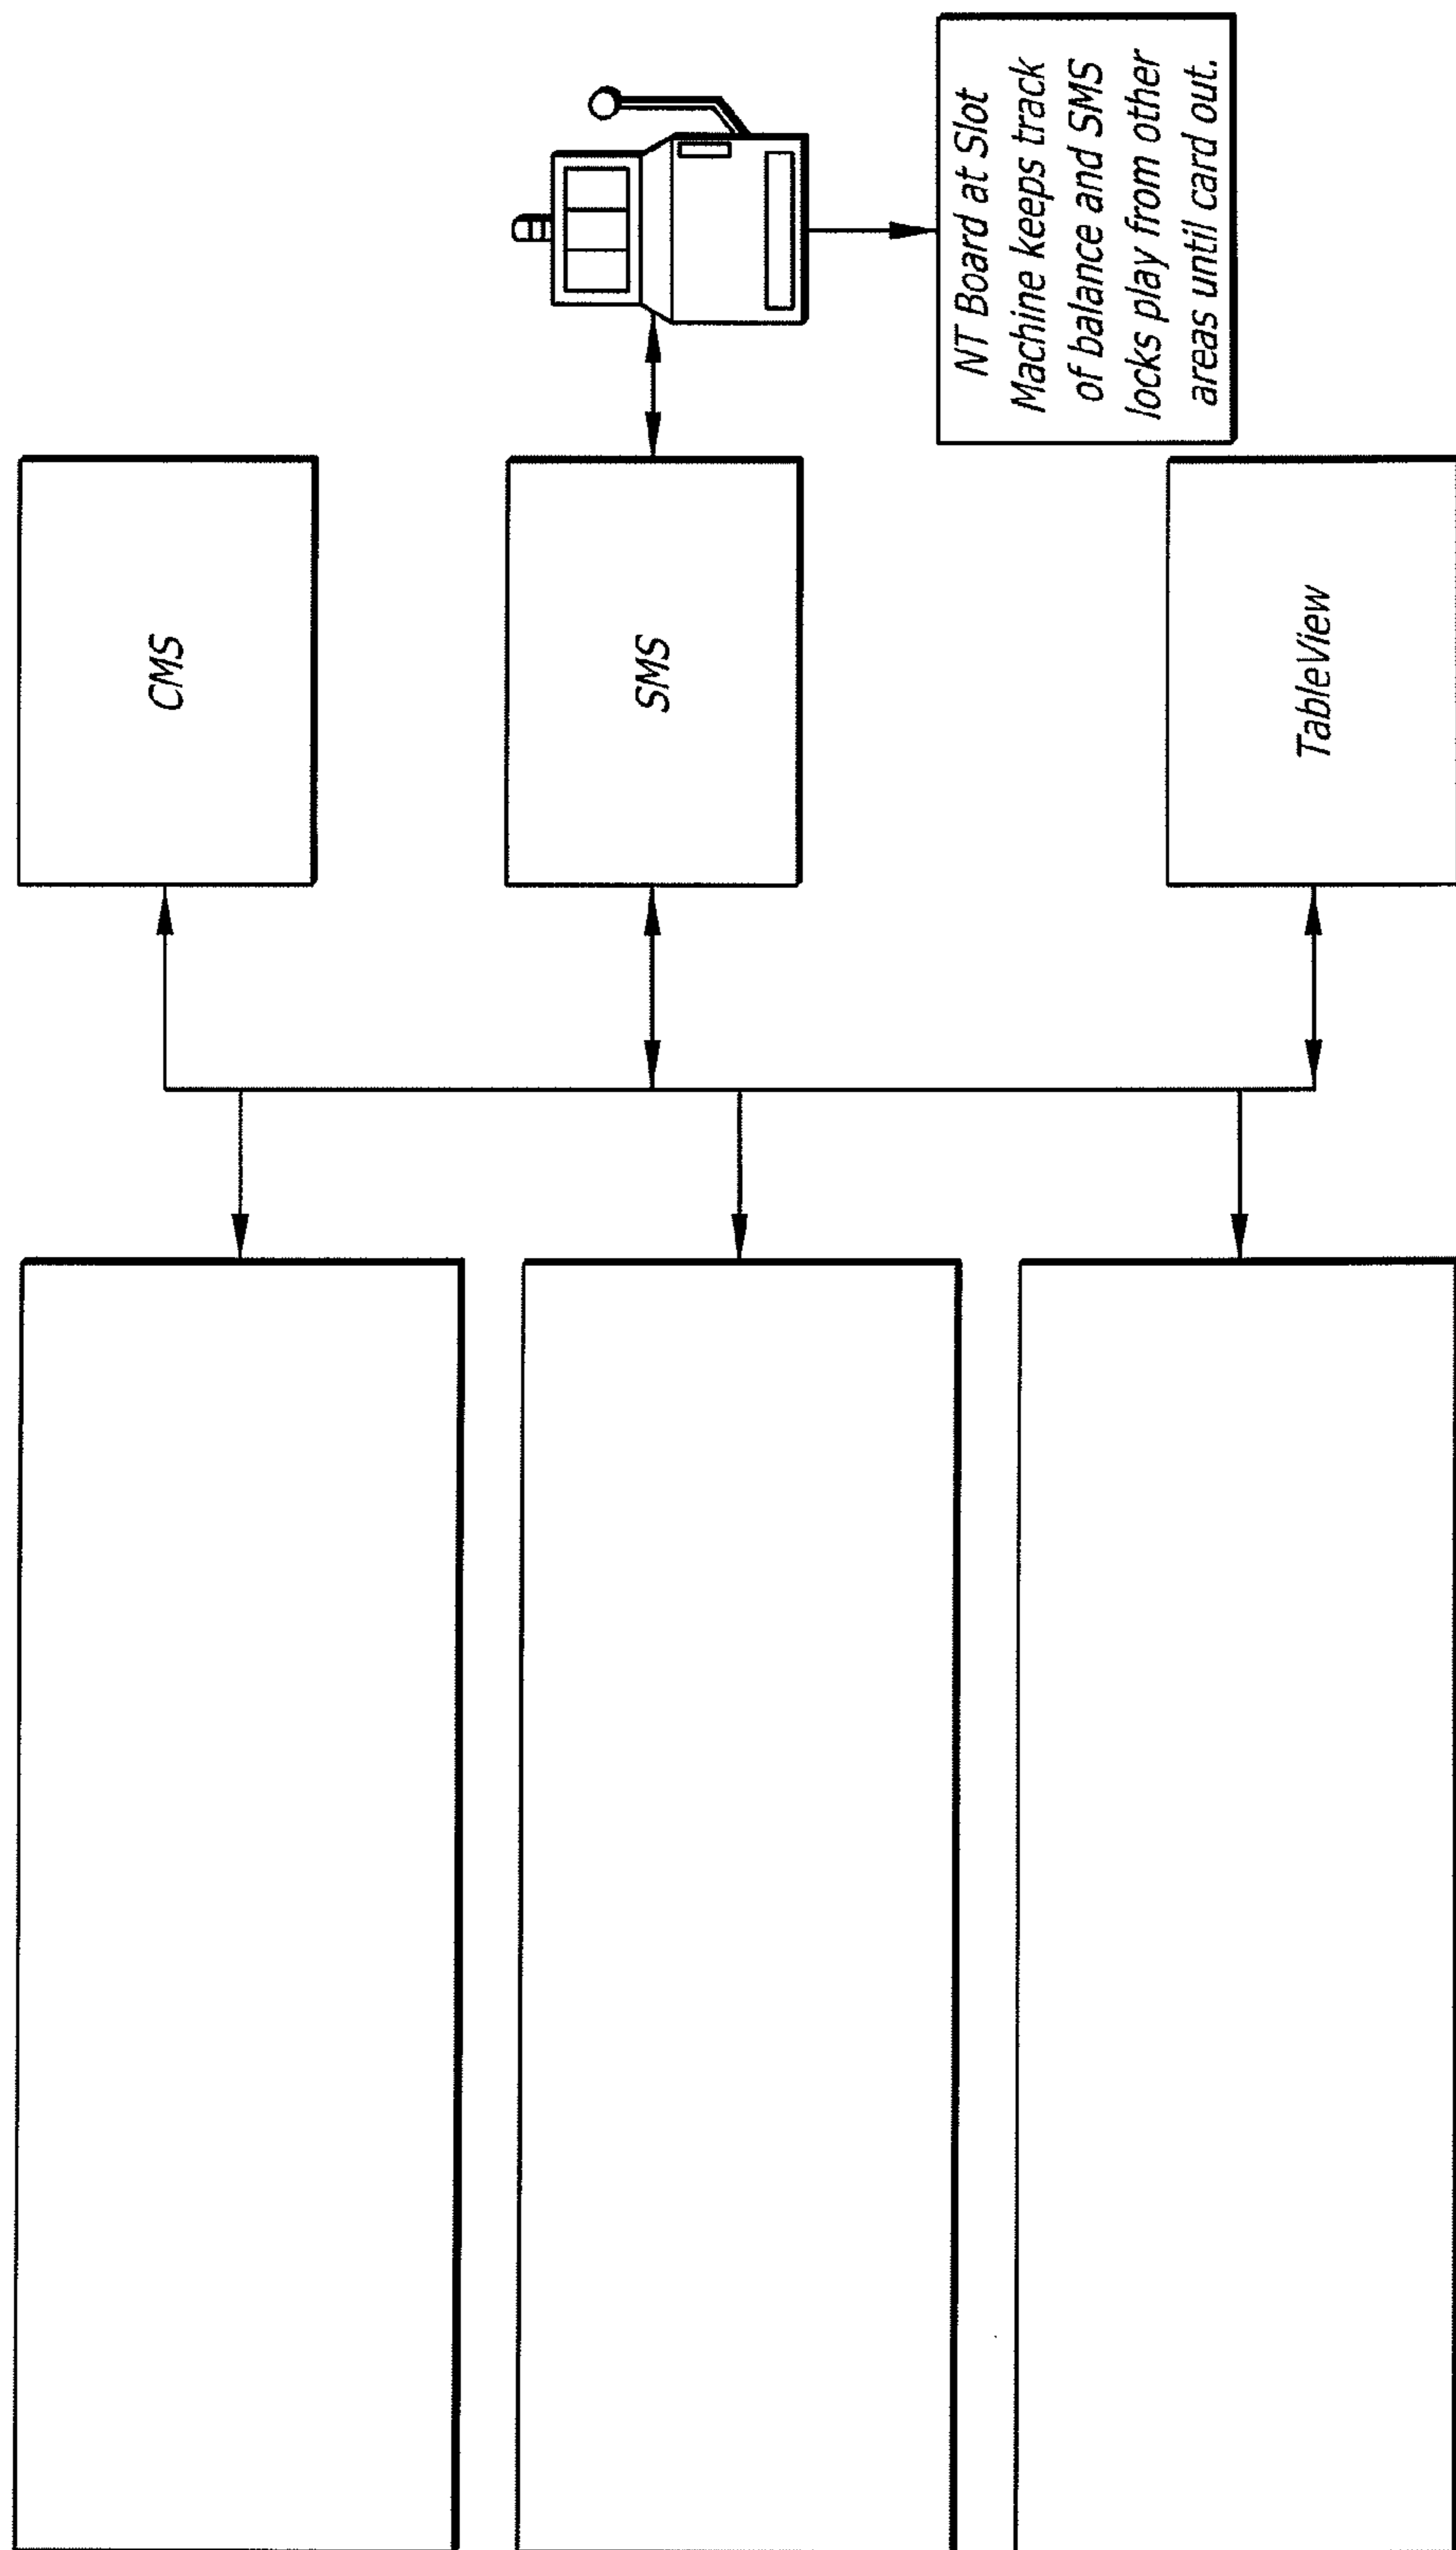 CMS
SMS
NT Board at Slot
Machine keeps track
of balance and SMS
locks play from other
areas until card out.
TableView